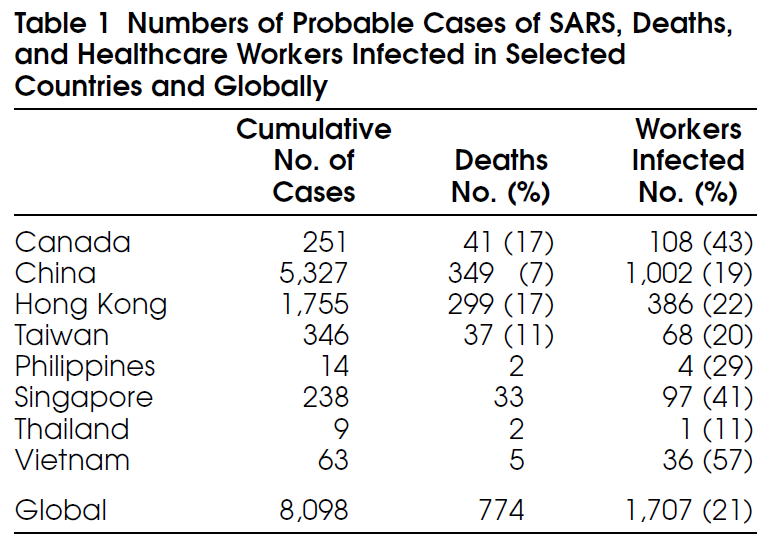 Table 1 Numbers of Probable Cases of SARS, Deaths,
and Healthcare Workers Infected in Selected
Countries and Globally
Cumulative Workers
No. of Deaths Infected
Cases No. (%) No. (%)
Canada 251 41 (17) 108 (43)
China 5,327 349 (7) 1,002 (19)
Hong Kong 1,755 299 (17) 386 (22)
Taiwan 346 37 (11) 68 (20)
Philippines 14 2 4 (29)
Singapore 238 33 97 (41)
Thailand 9 2 1 (11)
Vietnam 63 5 36 (57)
Global 8,098 774 1,707 (21)